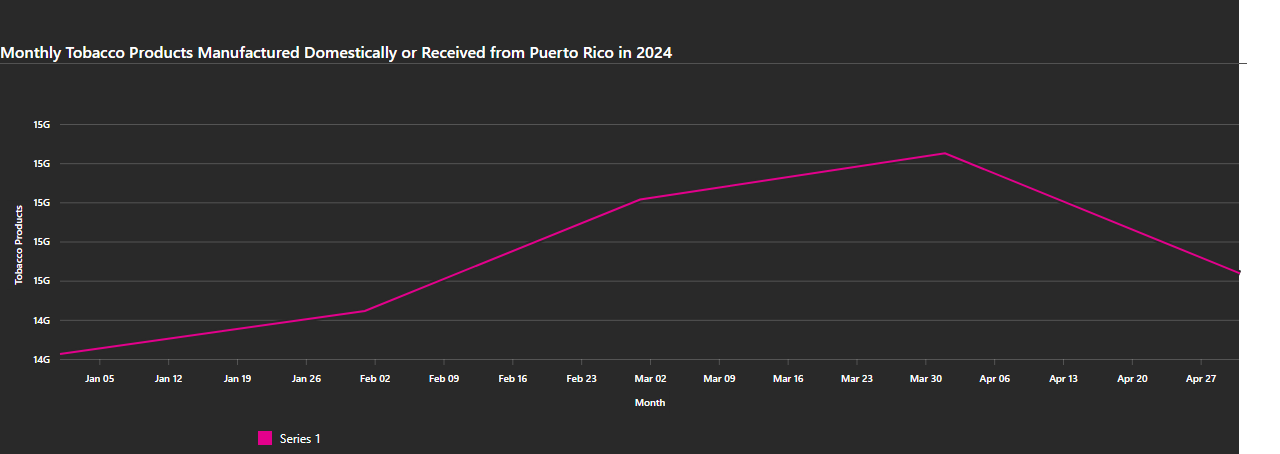 Monthly Tobacco Products Manufactured Domestically or Received from Puerto Rico in 2024
15G
15G
15G
15G
15G
14G
14G
Tobacco Products
Jan 05 Jan 12 Jan 19 Jan 26 Feb 02 Feb 09 Feb 16 Feb 23 Mar 02 Mar 09 Mar 16 Mar 23 Mar 30 Apr 06 Apr 13 Apr 20 Apr 27
Month
Series 1